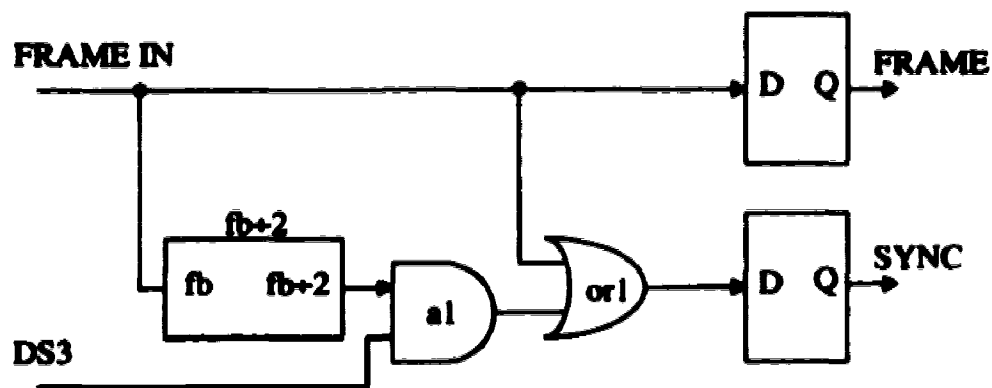 FRAME IN
D Q
FRAME
fb+2
fb fb+2
a1
or1
D Q
SYNC
DS3